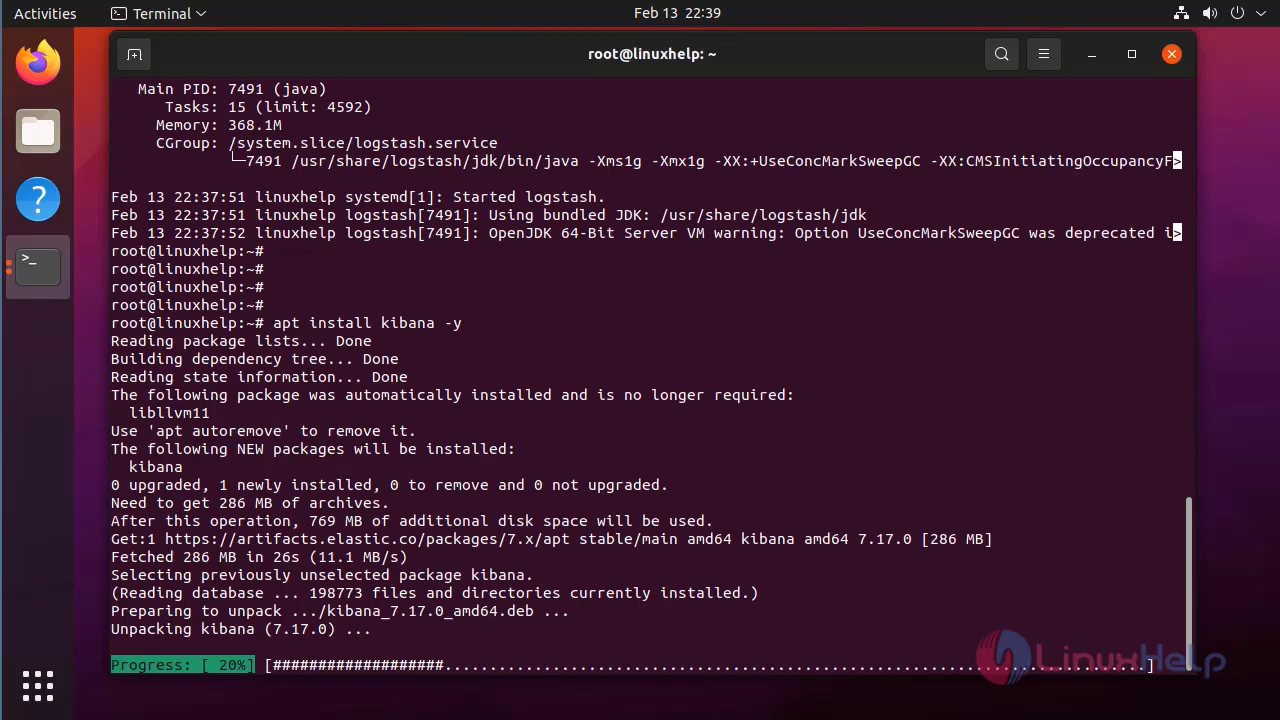 Activities Terminal Feb 13 22:39
root@linuxhelp: ~
Main PID: 7491 (java)
Tasks: 15 (limit: 4592)
Memory: 368.1M
CGroup: /system.slice/logstash.service
└─7491 /usr/share/logstash/jdk/bin/java -Xms1g -Xmx1g -XX:+UseConcMarkSweepGC -XX:CMSInitiatingOccupancyF>
Feb 13 22:37:51 linuxhelp systemd[1]: Started logstash.
Feb 13 22:37:51 linuxhelp logstash[7491]: Using bundled JDK: /usr/share/logstash/jdk
Feb 13 22:37:52 linuxhelp logstash[7491]: OpenJDK 64-Bit Server VM warning: Option UseConcMarkSweepGC was deprecated i>
root@linuxhelp:~#
root@linuxhelp:~#
root@linuxhelp:~#
root@linuxhelp:~#
root@linuxhelp:~# apt install kibana -y
Reading package lists... Done
Building dependency tree... Done
Reading state information... Done
The following package was automatically installed and is no longer required:
libllvm11
Use 'apt autoremove' to remove it.
The following NEW packages will be installed:
kibana
0 upgraded, 1 newly installed, 0 to remove and 0 not upgraded.
Need to get 286 MB of archives.
After this operation, 769 MB of additional disk space will be used.
Get:1 https://artifacts.elastic.co/packages/7.x/apt stable/main amd64 kibana amd64 7.17.0 [286 MB]
Fetched 286 MB in 26s (11.1 MB/s)
Selecting previously unselected package kibana.
(Reading database ... 198773 files and directories currently installed.)
Preparing to unpack .../kibana_7.17.0_amd64.deb ...
Unpacking kibana (7.17.0) ...
Progress: [ 20%] [###################..............................................................................]
LinuxHelp